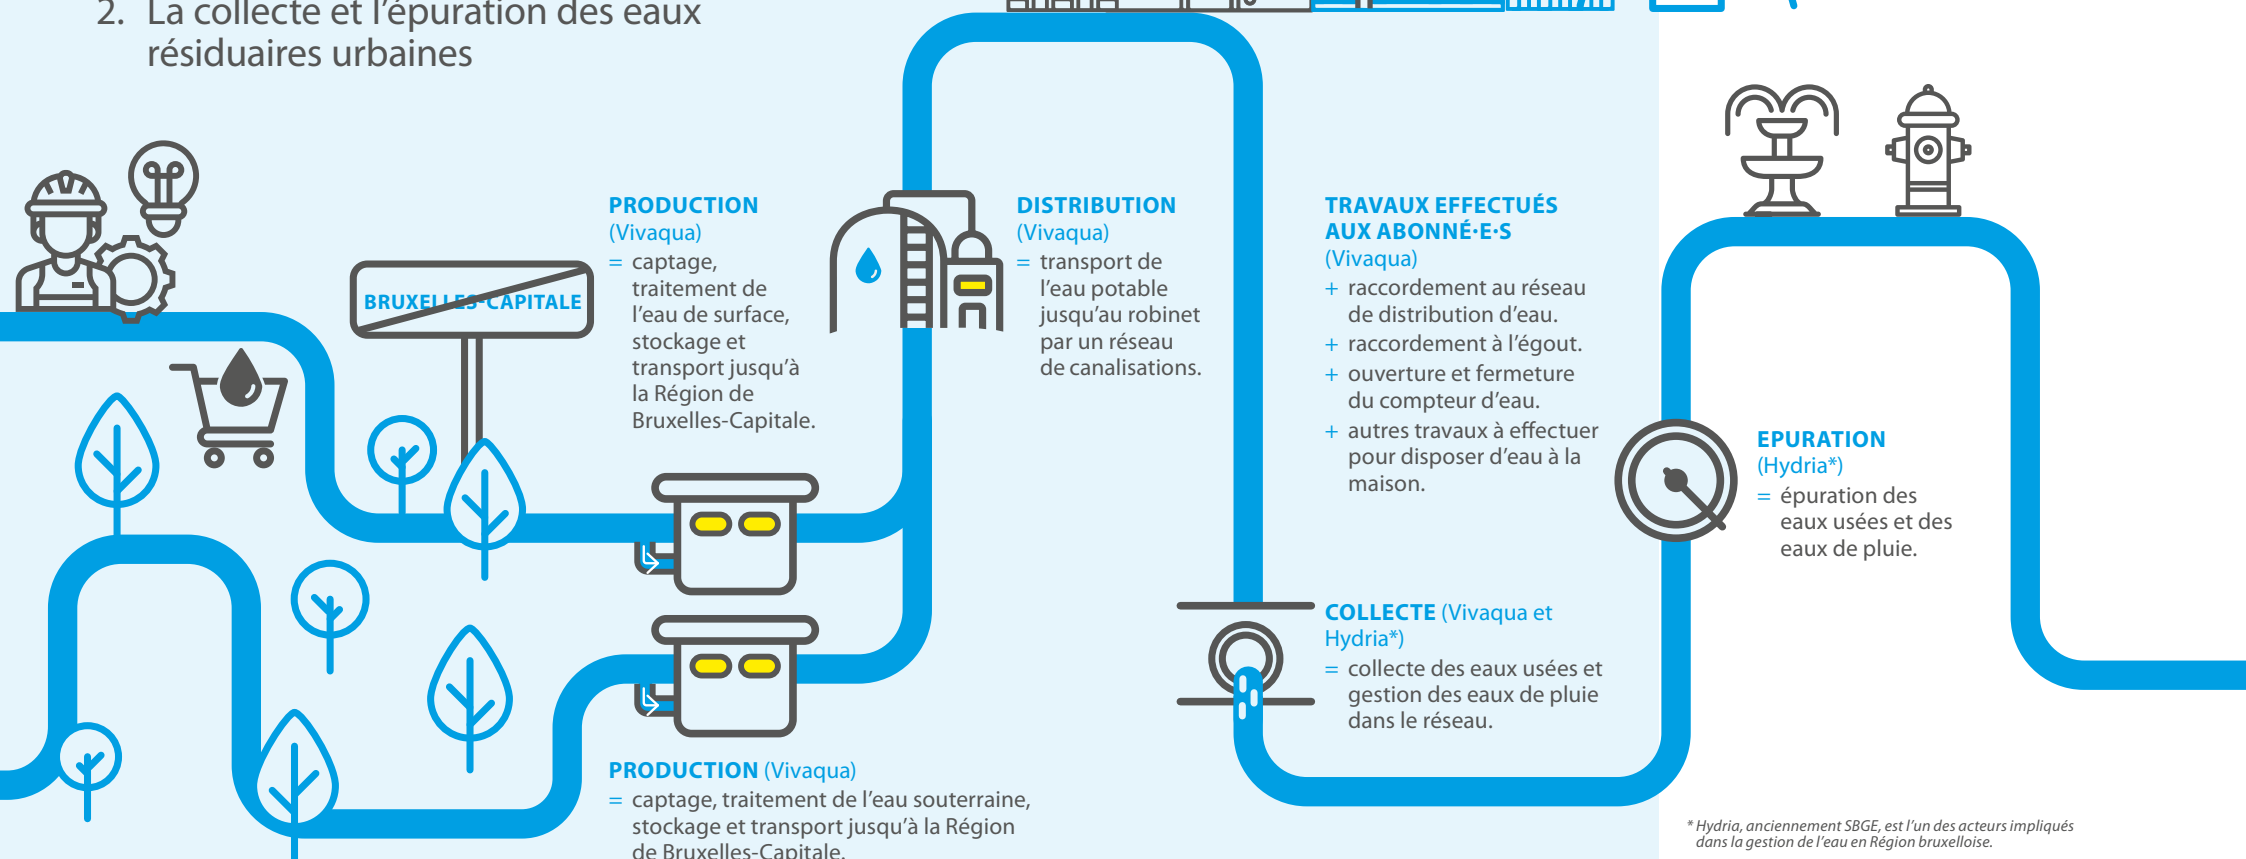 2. La collecte et l'épuration des eaux
résiduaires urbaines
BRUXELLES-CAPITALE
PRODUCTION
(Vivaqua)
= captage,
traitement de
l'eau de surface,
stockage et
transport jusqu'à
la Région de
Bruxelles-Capitale.
DISTRIBUTION
(Vivaqua)
= transport de
l'eau potable
jusqu'au robinet
par un réseau
de canalisations.
TRAVAUX EFFECTUÉS
AUX ABONNÉ·E·S
(Vivaqua)
+ raccordement au réseau
de distribution d'eau.
+ raccordement à l'égout.
+ ouverture et fermeture
du compteur d'eau.
+ autres travaux à effectuer
pour disposer d'eau à la
maison.
EPURATION
(Hydria*)
= épuration des
eaux usées et des
eaux de pluie.
COLLECTE (Vivaqua et
Hydria*)
= collecte des eaux usées et
gestion des eaux de pluie
dans le réseau.
PRODUCTION (Vivaqua)
= captage, traitement de l'eau souterraine,
stockage et transport jusqu'à la Région
de Bruxelles-Capitale.
* Hydria, anciennement SBGE, est l'un des acteurs impliqués
dans la gestion de l'eau en Région bruxelloise.